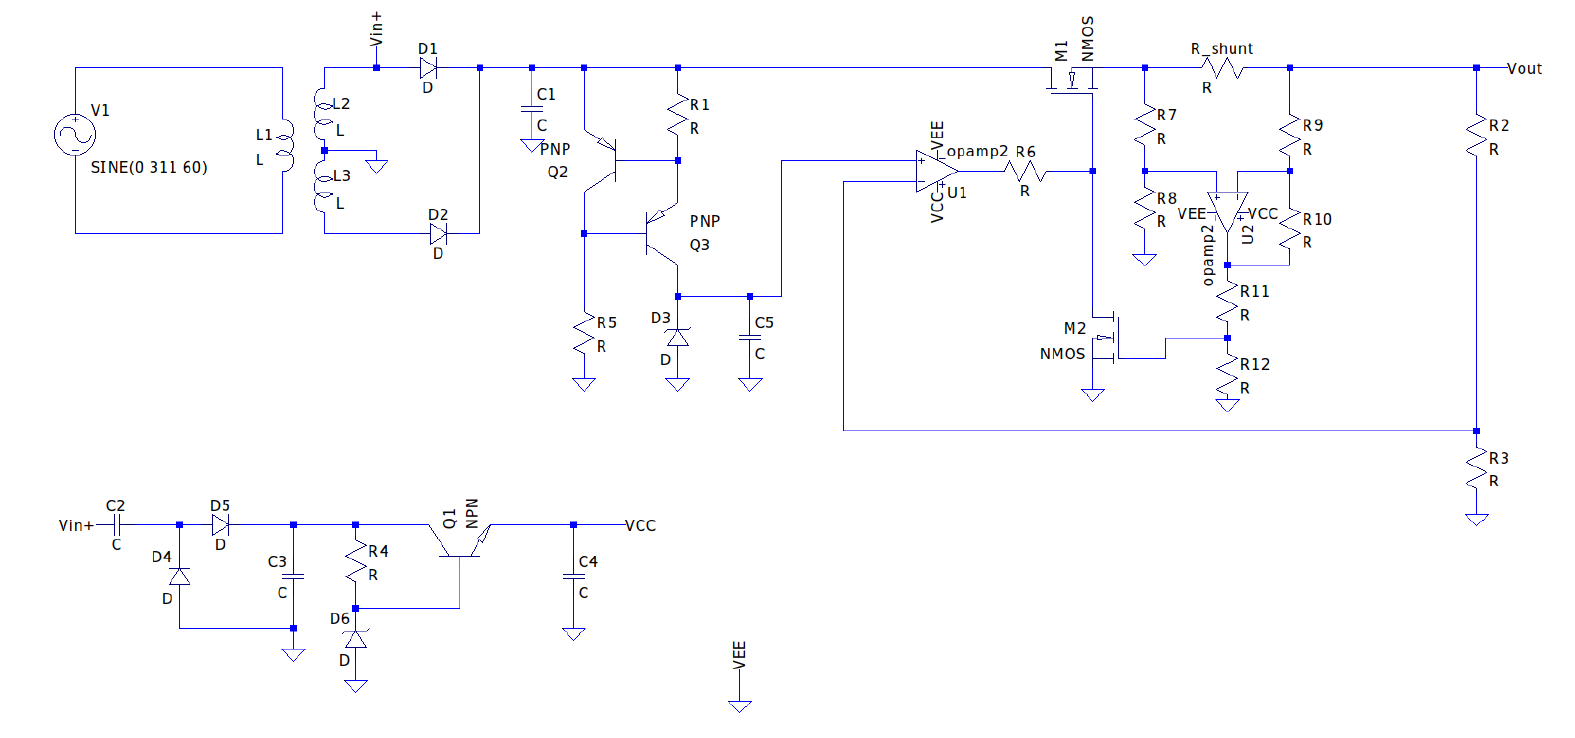 Vin+
D1
D
V1
SINE(0 311 60)
L1
L
L2
L
L3
L
D2
D
C1
C
PNP
Q2
R1
R
PNP
Q3
R5
R
D3
D
C5
C
VEE
opamp2
VCC
U1
R6
R
M1
NMOS
R_shunt
R
Vout
R7
R
R8
R
R9
R
R10
R
VEE
VCC
opamp2
U2
R11
R
R12
R
M2
NMOS
R2
R
R3
R
Vin+
C2
C
D5
D
D4
D
C3
C
R4
R
D6
D
Q1
NPN
VCC
C4
C
VEE